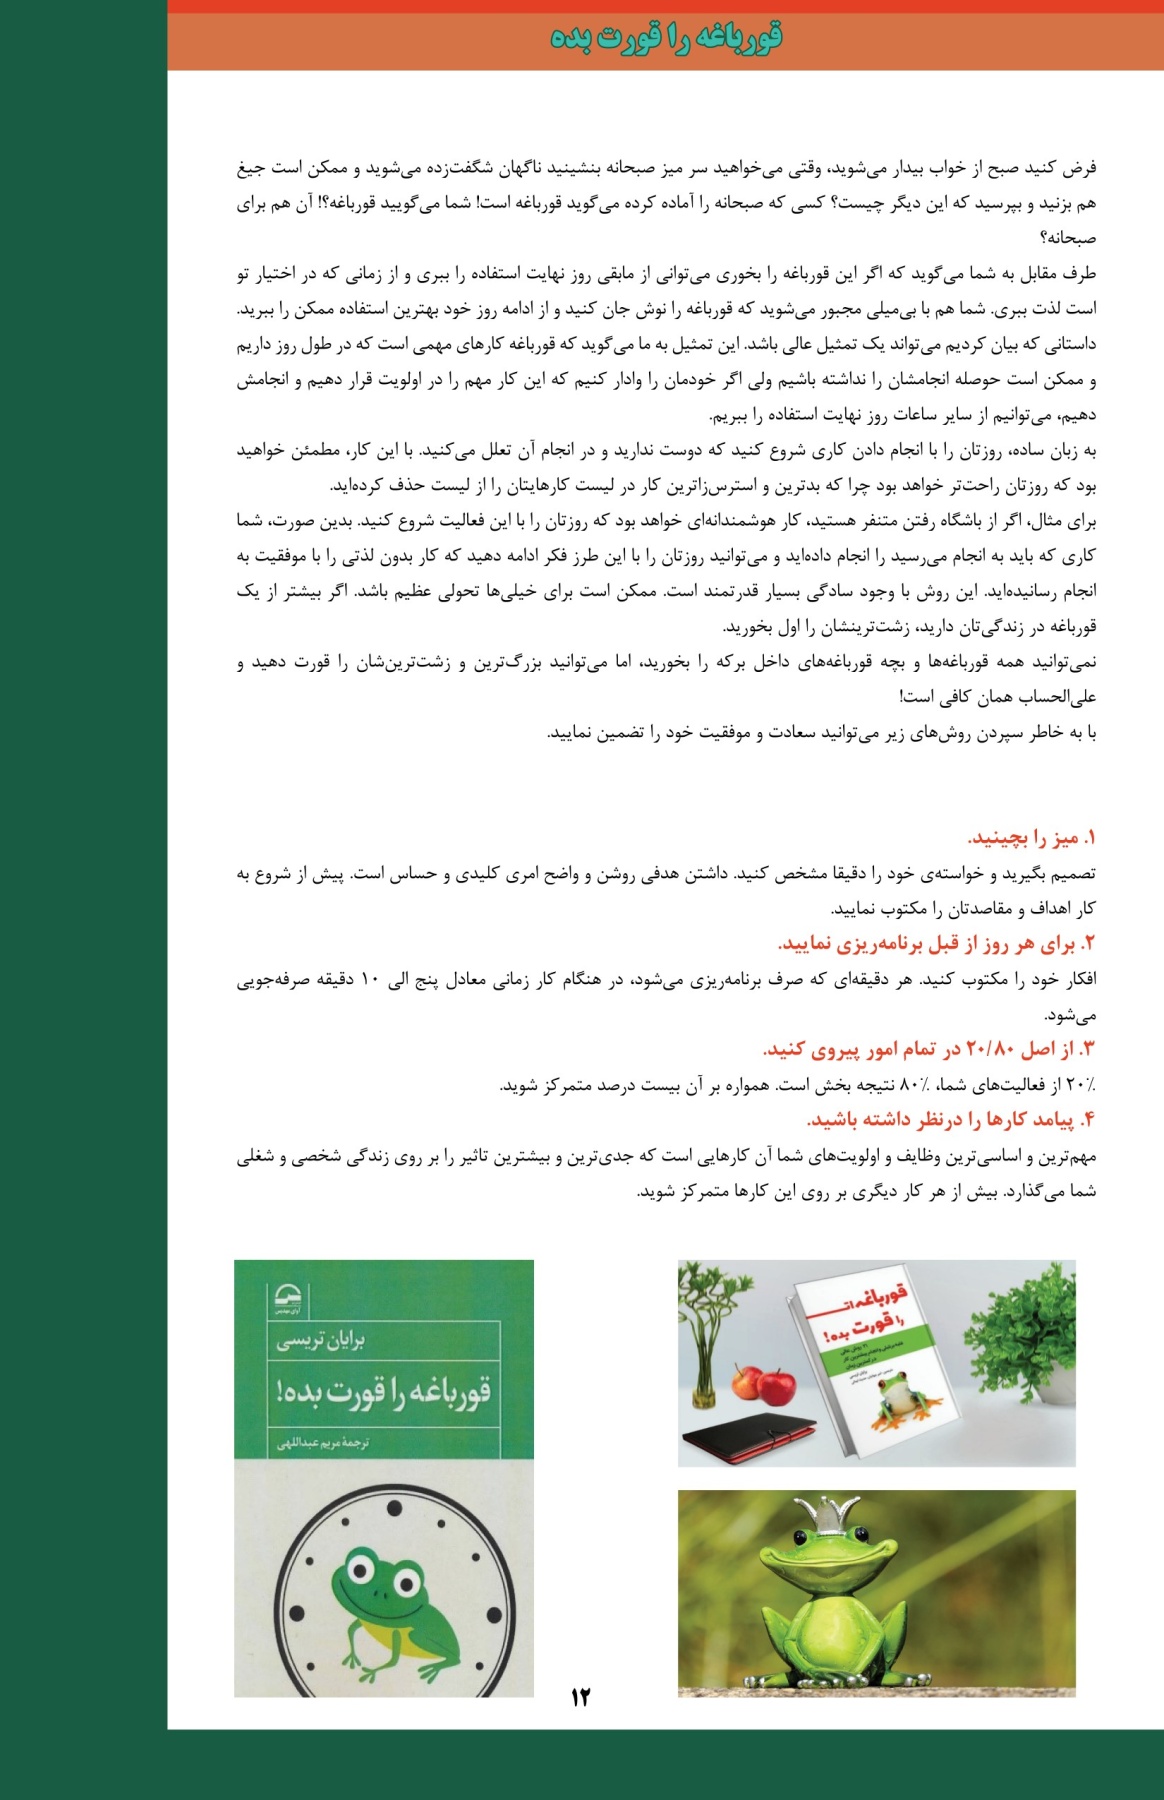 قورباغه را قورت بده
فرض کنید صبح از خواب بیدار می‌شوید، وقتی می‌خواهید سر میز صبحانه بنشینید ناگهان شگفت‌زده می‌شوید و ممکن است جیغ
هم بزنید و بپرسید که این دیگر چیست؟ کسی که صبحانه را آماده کرده می‌گوید قورباغه است! شما می‌گویید قورباغه؟! آن هم برای
صبحانه؟
طرف مقابل به شما می‌گوید که اگر این قورباغه را بخوری می‌توانی از مابقی روز نهایت استفاده را ببری و از زمانی که در اختیار تو
است لذت ببری. شما هم با بی‌میلی مجبور می‌شوید که قورباغه را نوش جان کنید و از ادامه روز خود بهترین استفاده ممکن را ببرید.
داستانی که بیان کردیم می‌تواند یک تمثیل عالی باشد. این تمثیل به ما می‌گوید که قورباغه کارهای مهمی است که در طول روز داریم
و ممکن است حوصله انجامشان را نداشته باشیم ولی اگر خودمان را وادار کنیم که این کار مهم را در اولویت قرار دهیم و انجامش
دهیم، می‌توانیم از سایر ساعات روز نهایت استفاده را ببریم.
به زبان ساده، روزتان را با انجام دادن کاری شروع کنید که دوست ندارید و در انجام آن تعلل می‌کنید. با این کار، مطمئن خواهید
بود که روزتان راحت‌تر خواهد بود چرا که بدترین و استرس‌زاترین کار در لیست کارهایتان را از لیست حذف کرده‌اید.
برای مثال، اگر از باشگاه رفتن متنفر هستید، کار هوشمندانه‌ای خواهد بود که روزتان را با این فعالیت شروع کنید. بدین صورت، شما
کاری که باید به انجام می‌رسید را انجام داده‌اید و می‌توانید روزتان را با این طرز فکر ادامه دهید که کار بدون لذتی را با موفقیت به
انجام رسانیده‌اید. این روش با وجود سادگی بسیار قدرتمند است. ممکن است برای خیلی‌ها تحولی عظیم باشد. اگر بیشتر از یک
قورباغه در زندگی‌تان دارید، زشت‌ترینشان را اول بخورید.
نمی‌توانید همه قورباغه‌ها و بچه قورباغه‌های داخل برکه را بخورید، اما می‌توانید بزرگ‌ترین و زشت‌ترین‌شان را قورت دهید و
علی‌الحساب همان کافی است!
با به خاطر سپردن روش‌های زیر می‌توانید سعادت و موفقیت خود را تضمین نمایید.
۱. میز را بچینید.
تصمیم بگیرید و خواسته‌ی خود را دقیقا مشخص کنید. داشتن هدفی روشن و واضح امری کلیدی و حساس است. پیش از شروع به
کار اهداف و مقاصدتان را مکتوب نمایید.
۲. برای هر روز از قبل برنامه‌ریزی نمایید.
افکار خود را مکتوب کنید. هر دقیقه‌ای که صرف برنامه‌ریزی می‌شود، در هنگام کار زمانی معادل پنج الی ۱۰ دقیقه صرفه‌جویی
می‌شود.
۳. از اصل ۲۰/۸۰ در تمام امور پیروی کنید.
۲۰٪ از فعالیت‌های شما، ۸۰٪ نتیجه بخش است. همواره بر آن بیست درصد متمرکز شوید.
۴. پیامد کارها را درنظر داشته باشید.
مهم‌ترین و اساسی‌ترین وظایف و اولویت‌های شما آن کارهایی است که جدی‌ترین و بیشترین تاثیر را بر روی زندگی شخصی و شغلی
شما می‌گذارد. بیش از هر کار دیگری بر روی این کارها متمرکز شوید.
قورباغه ات
را قورت بده!
برایان تریسی
قورباغه را قورت بده!
ترجمهٔ مریم عبداللهی
۱۲